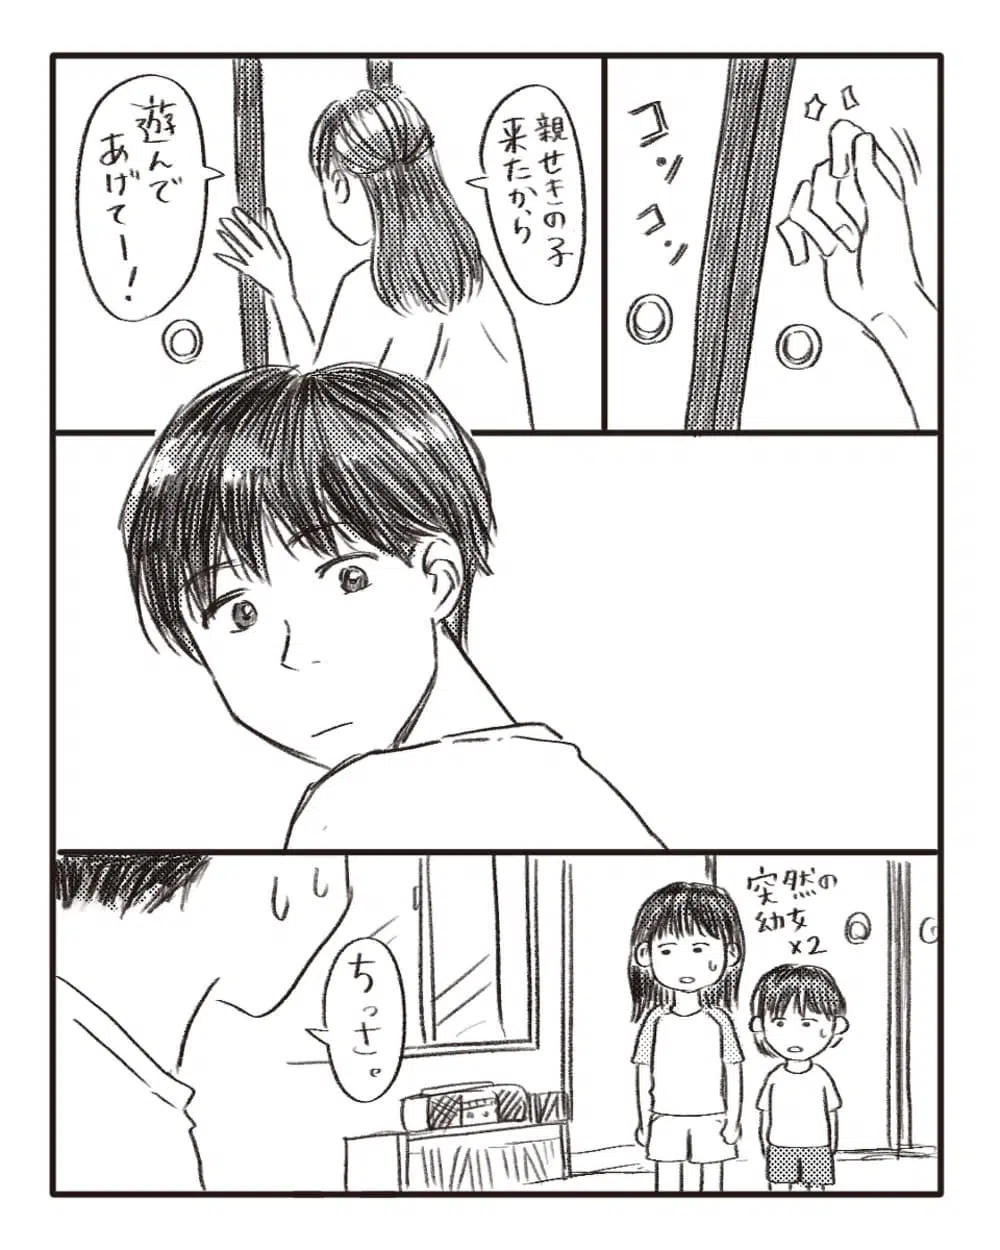 コンコン
親せきの子
来たから
遊んで
あげてー!
突然の
幼女
×2
ちっさ。